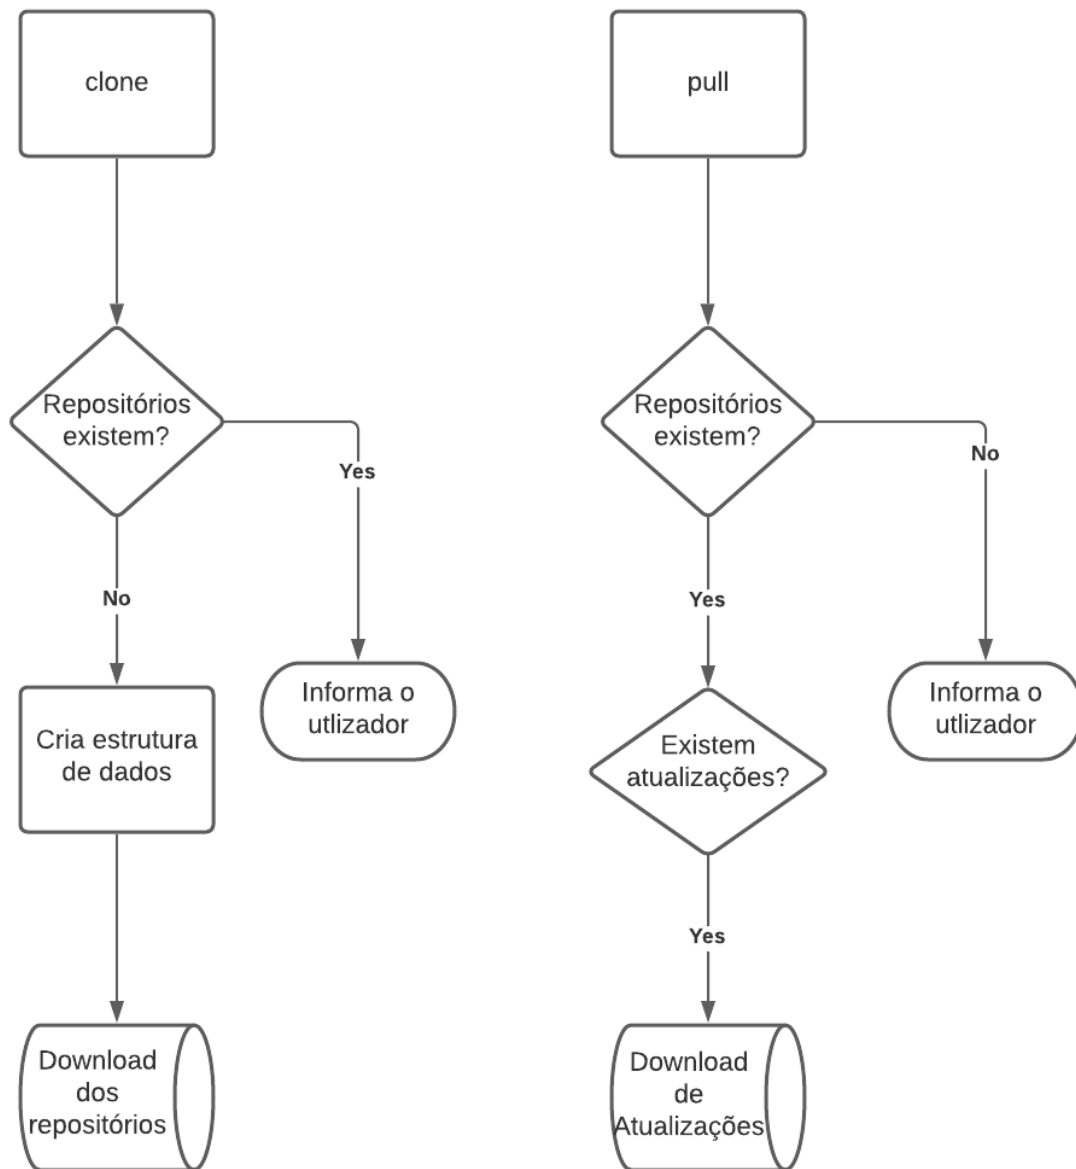 clone
Repositórios
existem?
Yes
No
Informa o
utlizador
Cria estrutura
de dados
Download
dos
repositórios
pull
Repositórios
existem?
No
Yes
Informa o
utlizador
Existem
atualizações?
Yes
Download
de
Atualizações